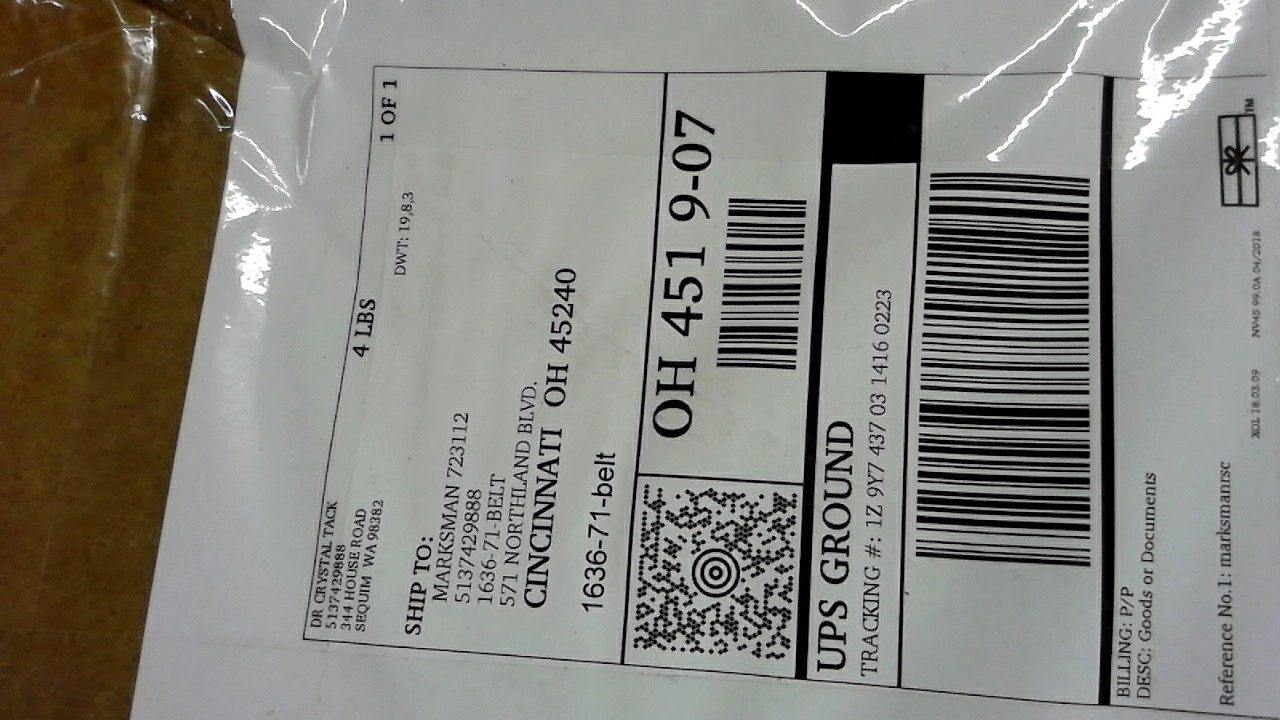 DR CRYSTAL TACK
5137429888
344 HOUSE ROAD
SEQUIM WA 98382
4 LBS
1 OF 1
DWT: 19,8,3
SHIP TO:
MARKSMAN 723112
5137429888
1636-71-BELT
571 NORTHLAND BLVD.
CINCINNATI OH 45240
1636-71-belt
OH 451 9-07
UPS GROUND
TRACKING #: 1Z 9Y7 437 03 1416 0223
BILLING: P/P
DESC: Goods or Documents
Reference No.1: marksmanrsc
XOL 18.03.09 NV45 99.0A 04/2018
TM